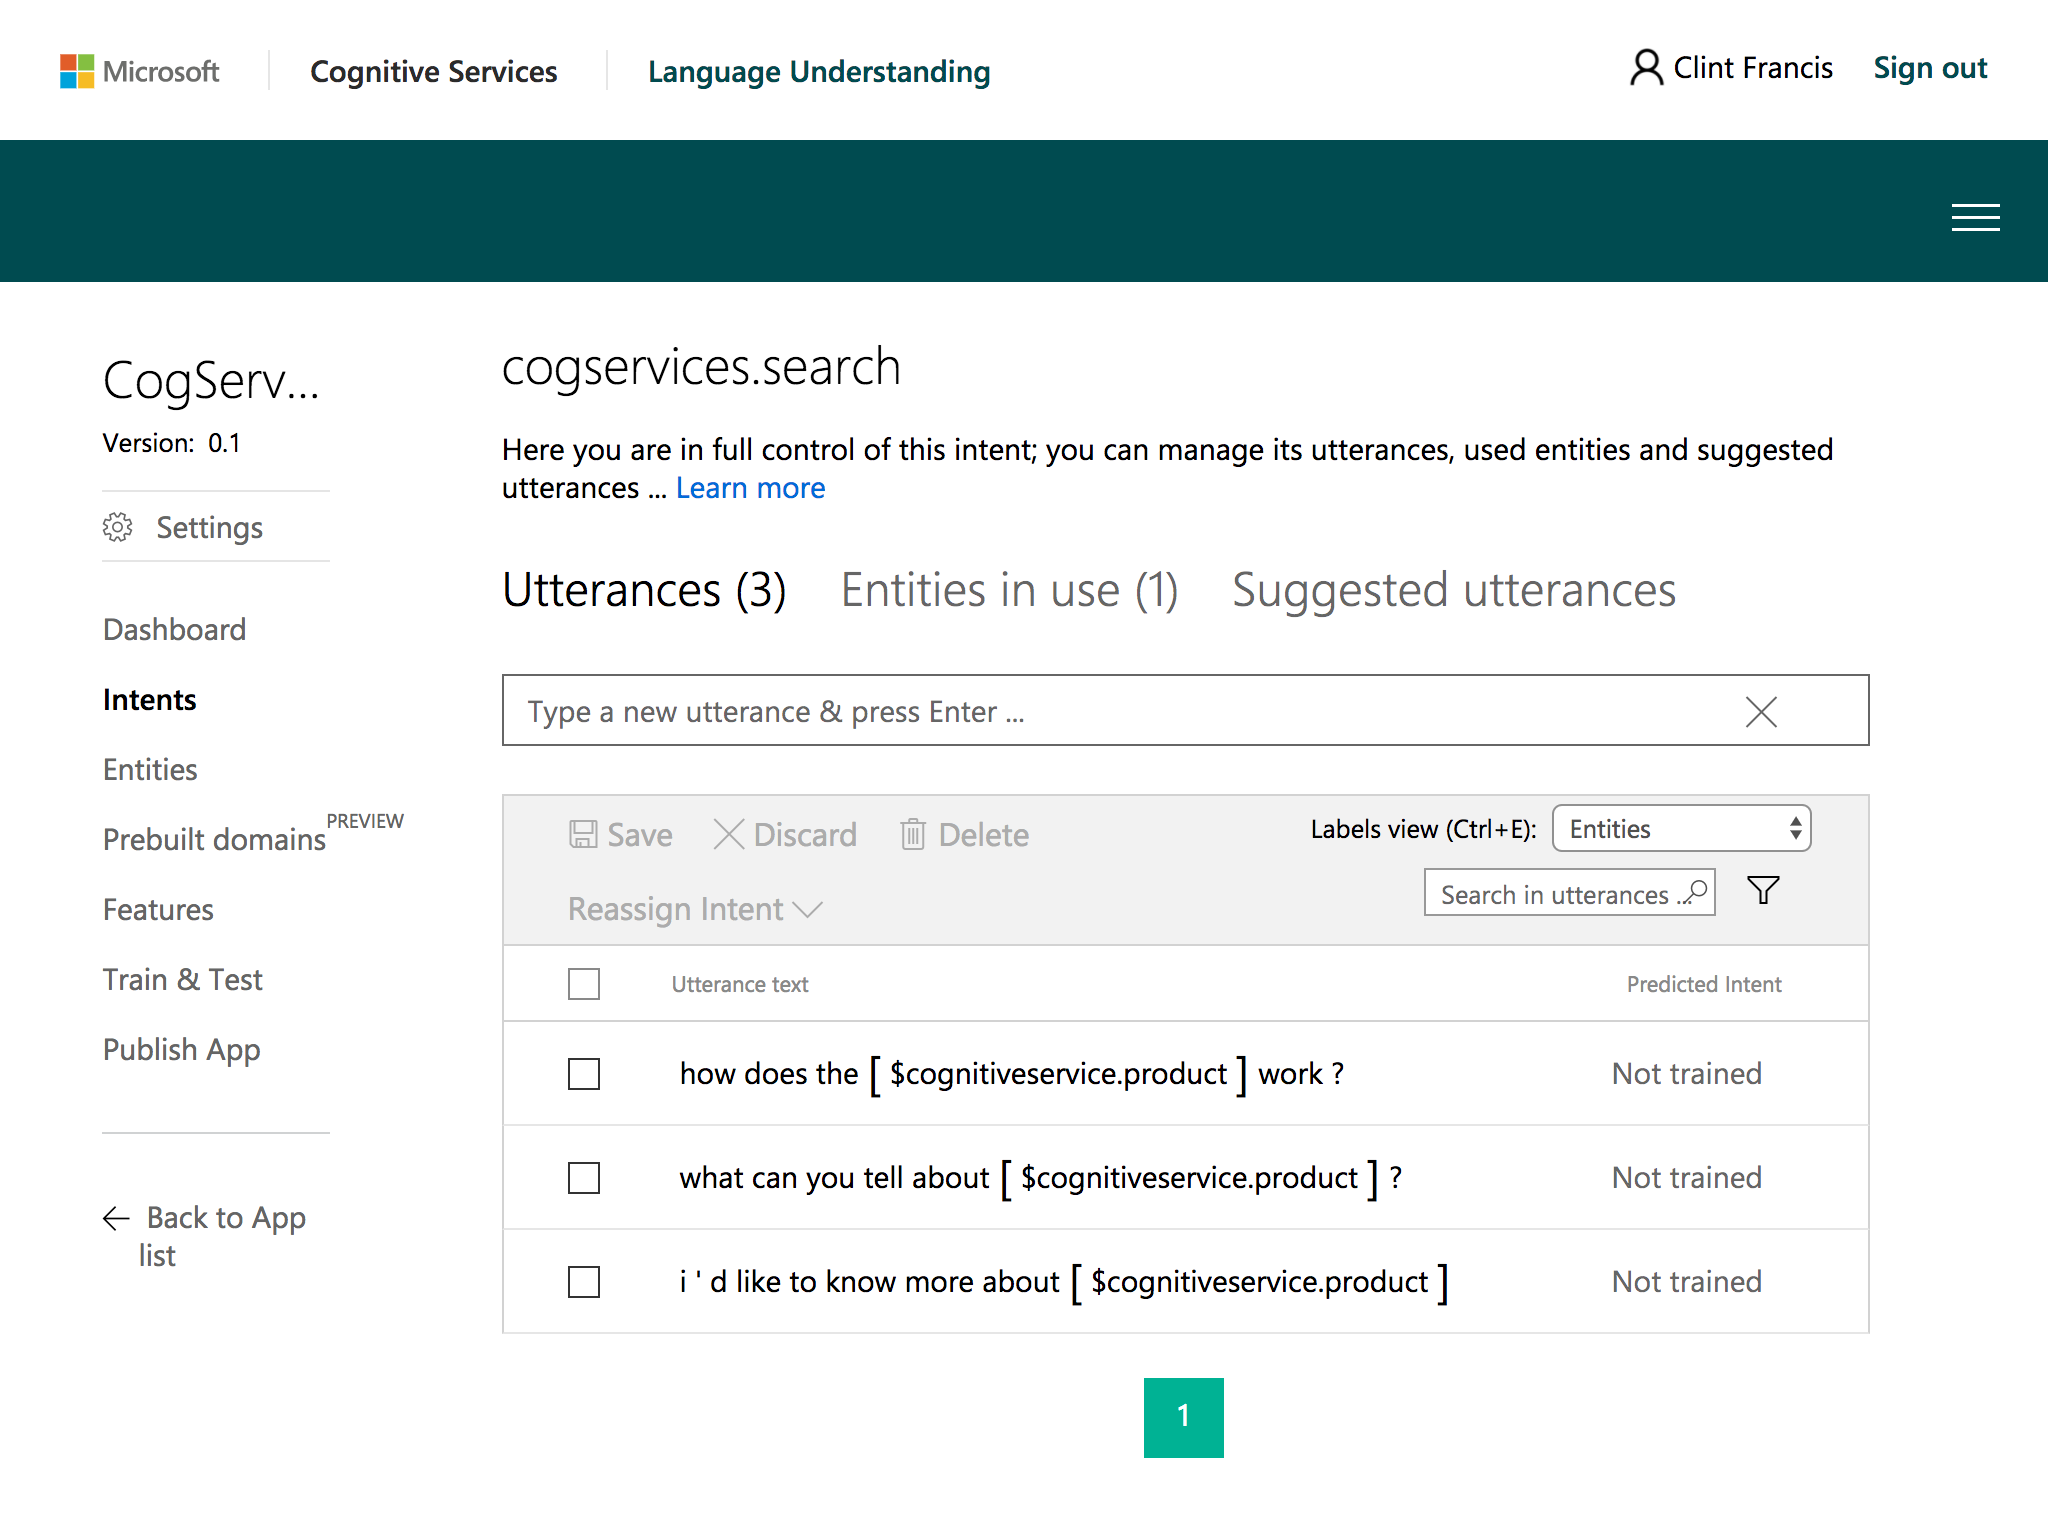 Microsoft
Cognitive Services
Language Understanding
Clint Francis
Sign out
CogServ...
Version: 0.1
Settings
Dashboard
Intents
Entities
Prebuilt domains PREVIEW
Features
Train & Test
Publish App
Back to App
list
cogservices.search
Here you are in full control of this intent; you can manage its utterances, used entities and suggested
utterances ... Learn more
Utterances (3)
Entities in use (1)
Suggested utterances
Type a new utterance & press Enter ...
Save
Discard
Delete
Labels view (Ctrl+E):
Entities
Reassign Intent
Search in utterances ...
Utterance text
Predicted Intent
how does the [ $cognitiveservice.product ] work ?
Not trained
what can you tell about [ $cognitiveservice.product ] ?
Not trained
i ' d like to know more about [ $cognitiveservice.product ]
Not trained
1